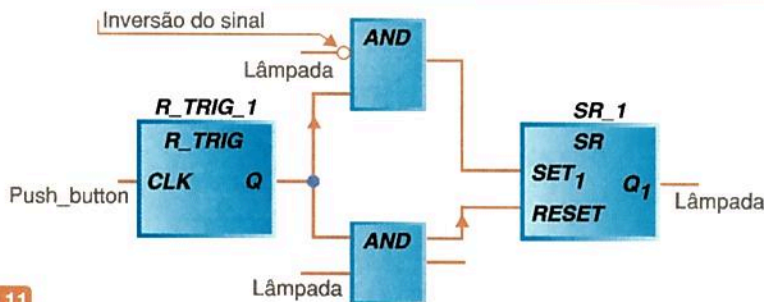 Inversão do sinal
AND
Lâmpada
R_TRIG_1
R_TRIG
CLK Q
Push_button
SR_1
SR
SET1
Q1
RESET
Lâmpada
AND
Lâmpada
11